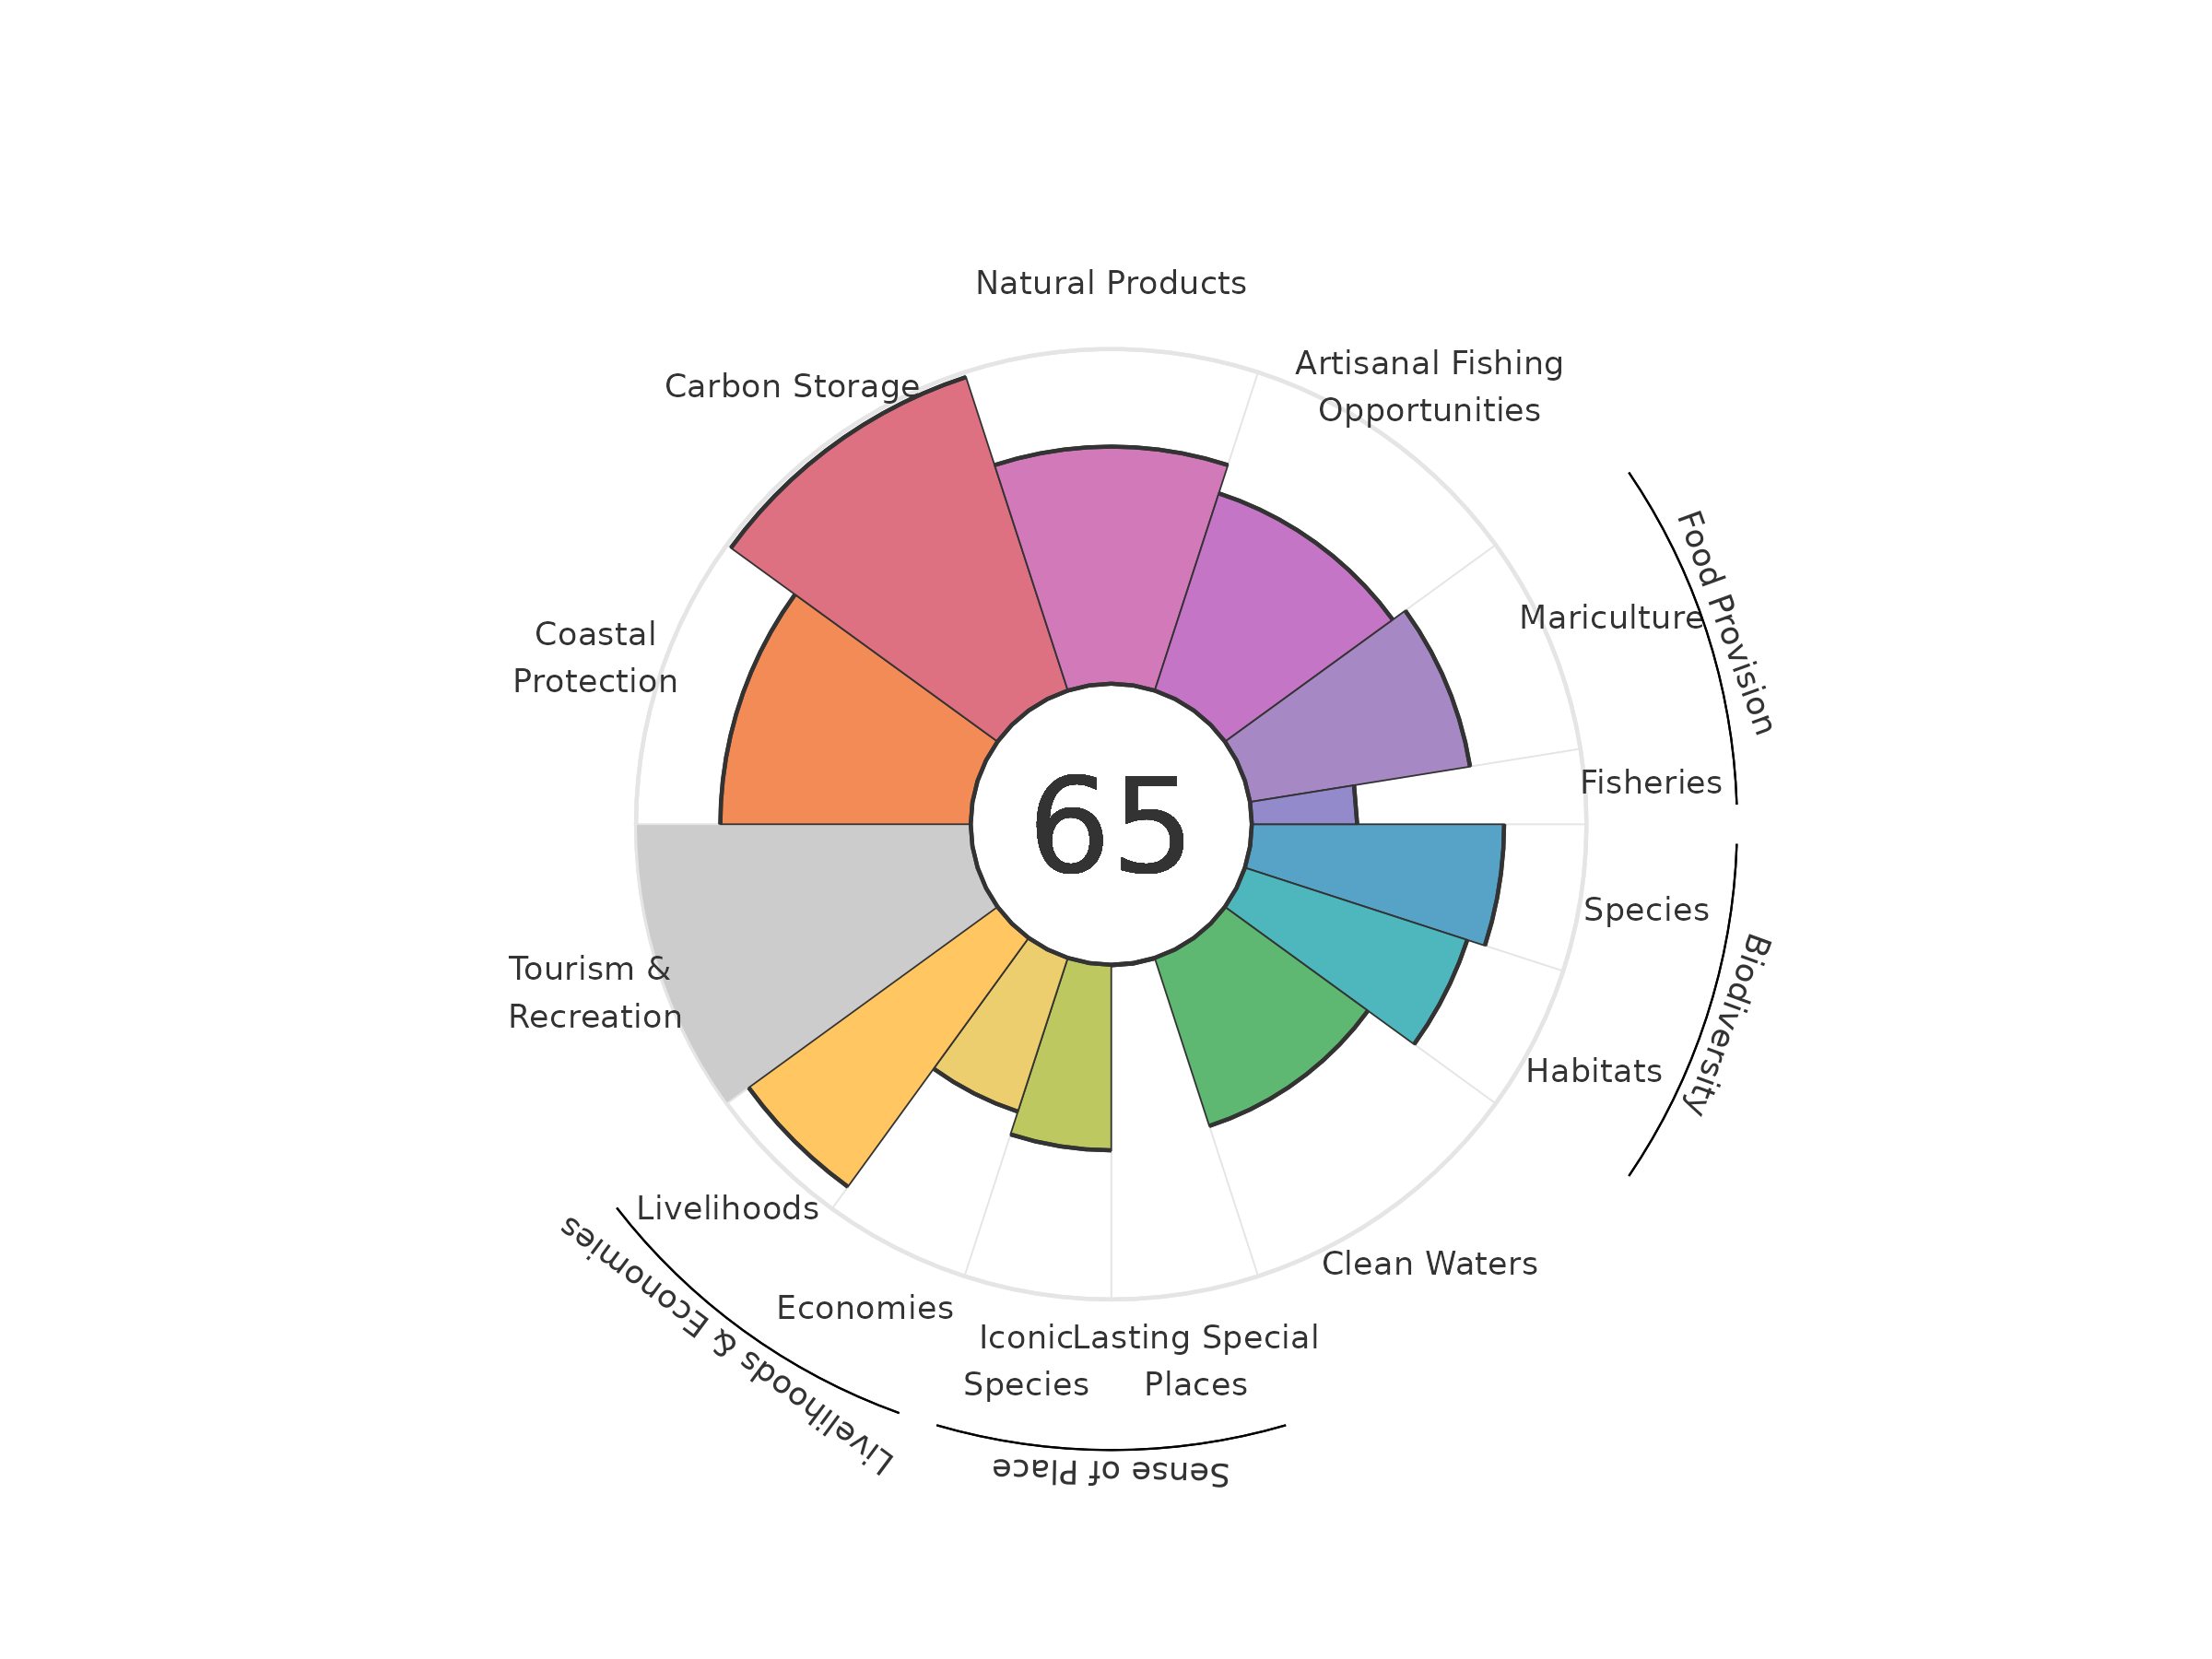 Natural Products
Artisanal Fishing
Opportunities
Carbon Storage
Food Provision
Mariculture
Coastal
Protection
Fisheries
65
Species
Biodiversity
Tourism &
Recreation
Habitats
Livelihoods
Clean Waters
Livelihoods & Economies
Economies
Iconic
Species
Lasting Special
Places
Sense of Place